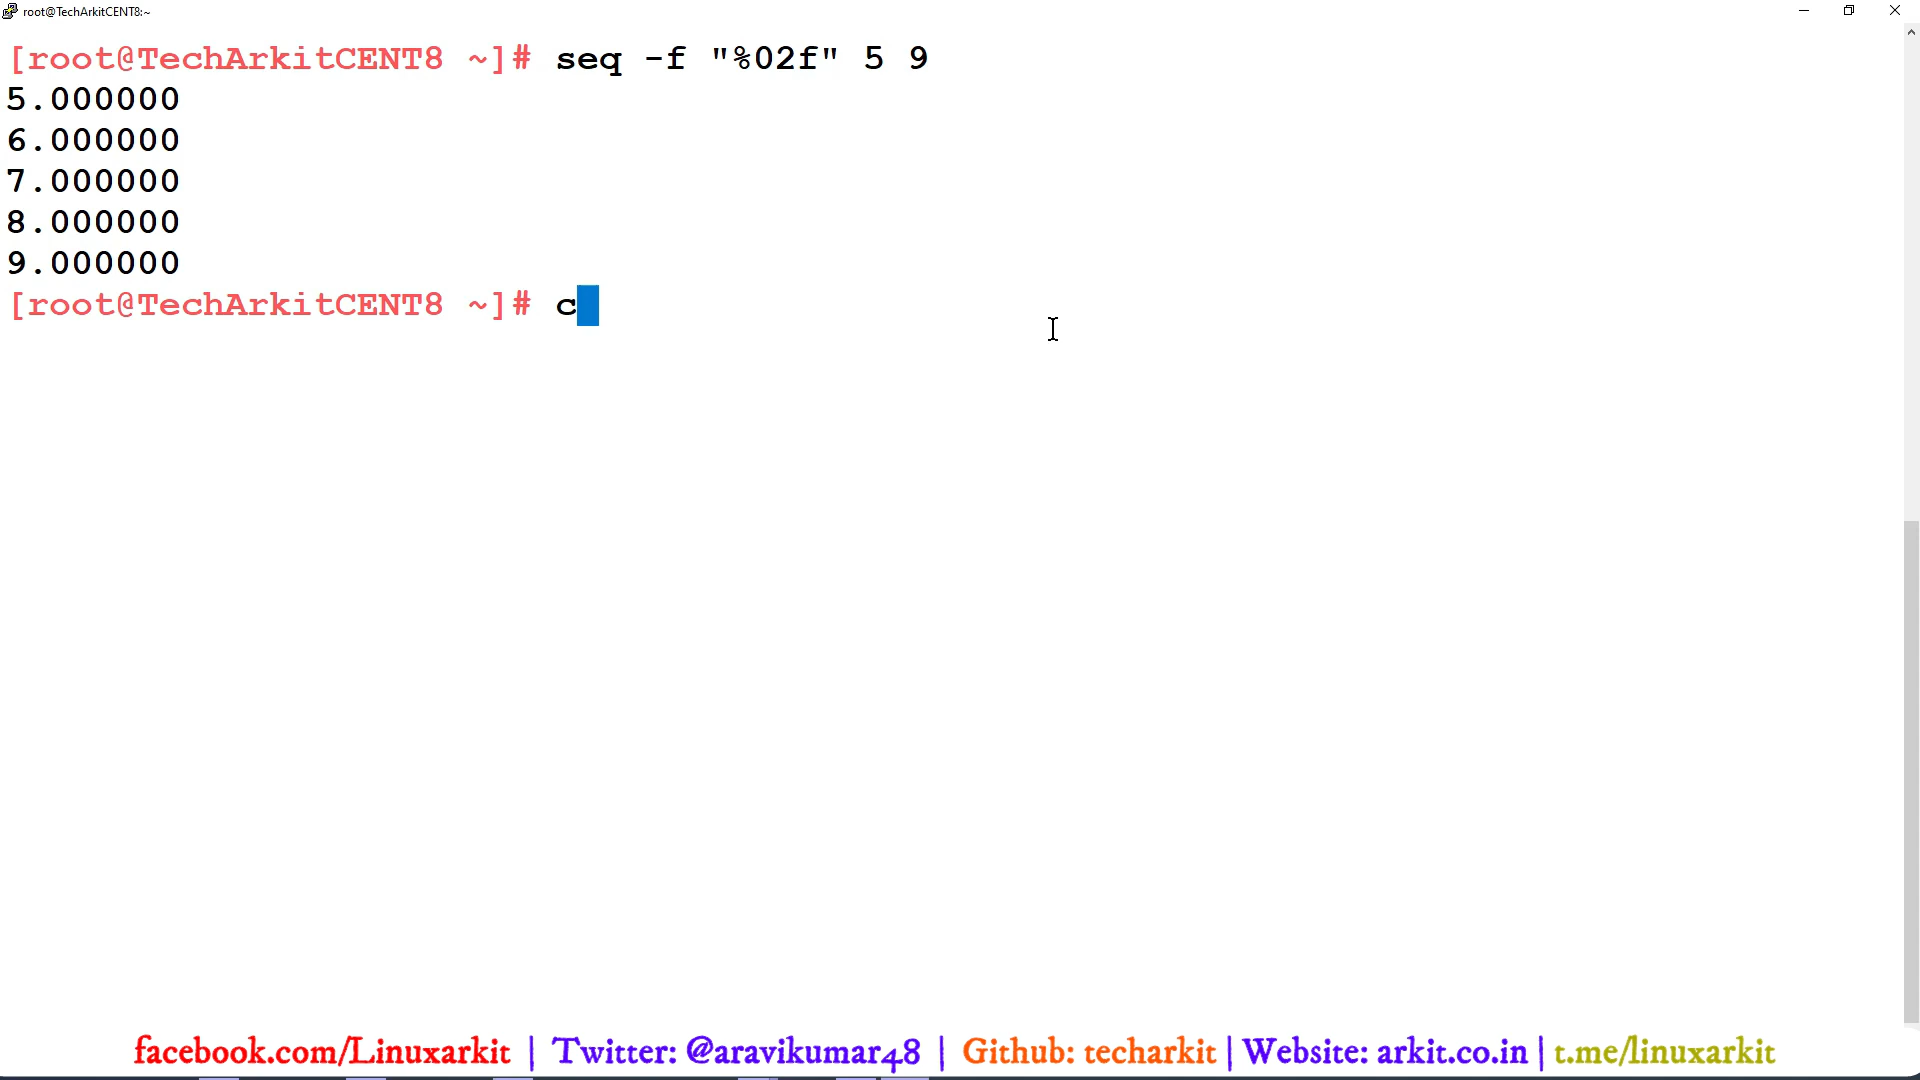 root@TechArkitCENT8:~
[root@TechArkitCENT8 ~]# seq -f "%02f" 5 9
5.000000
6.000000
7.000000
8.000000
9.000000
[root@TechArkitCENT8 ~]# c
facebook.com/Linuxarkit | Twitter: @aravikumar48 | Github: techarkit | Website: arkit.co.in | t.me/linuxarkit